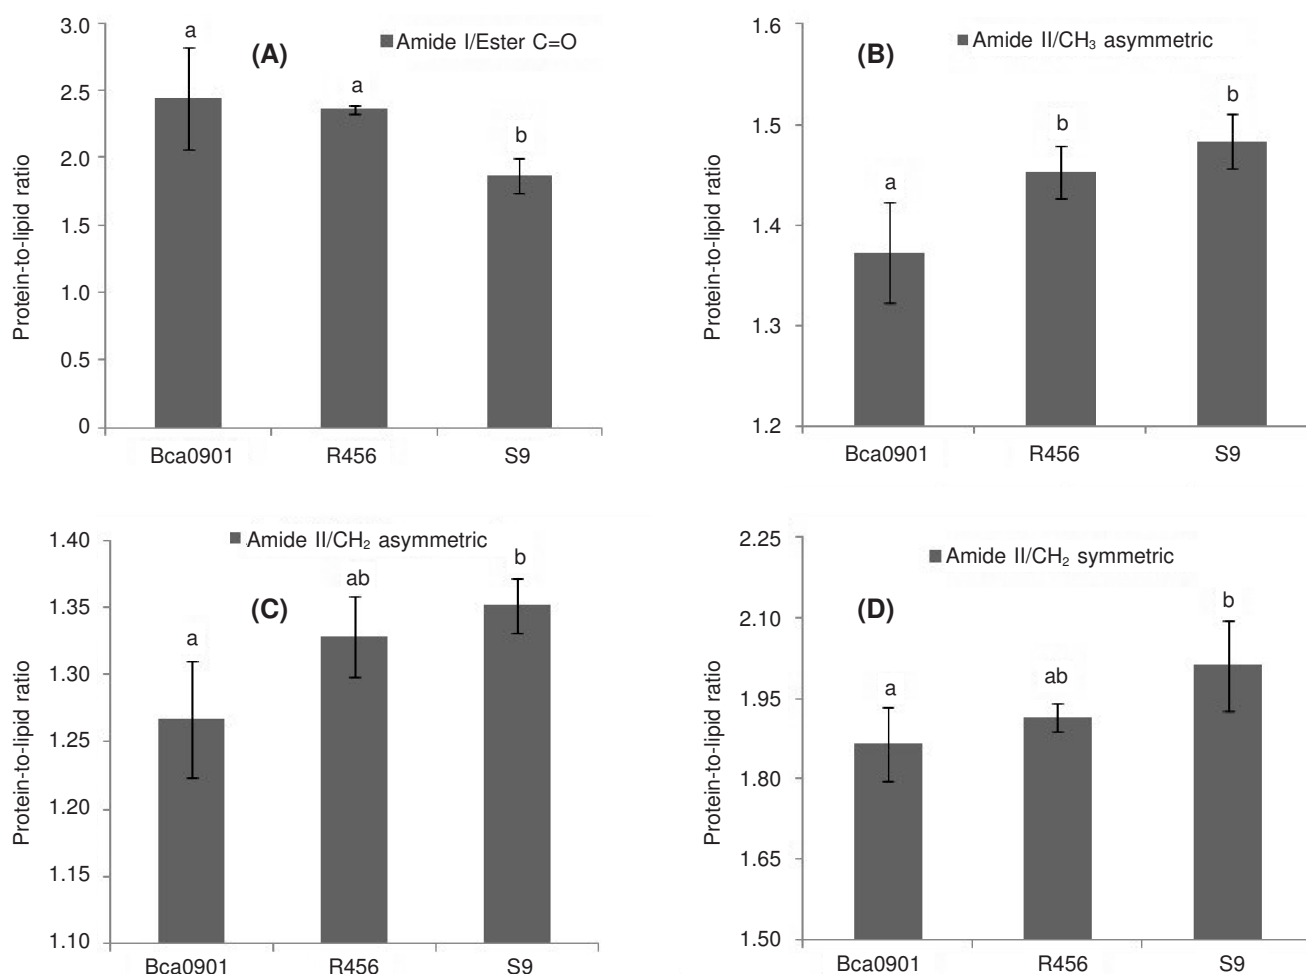 3.0
2.5
2.0
1.5
1.0
0.5
0
Protein-to-lipid ratio
(A)
Amide I/Ester C=O
a
a
b
Bca0901 R456 S9
1.6
1.5
1.4
1.3
1.2
Protein-to-lipid ratio
(B)
Amide II/CH₃ asymmetric
a
b
b
Bca0901 R456 S9
1.40
1.35
1.30
1.25
1.20
1.15
1.10
Protein-to-lipid ratio
(C)
Amide II/CH₂ asymmetric
a
ab
b
Bca0901 R456 S9
2.25
2.10
1.95
1.80
1.65
1.50
Protein-to-lipid ratio
(D)
Amide II/CH₂ symmetric
a
ab
b
Bca0901 R456 S9